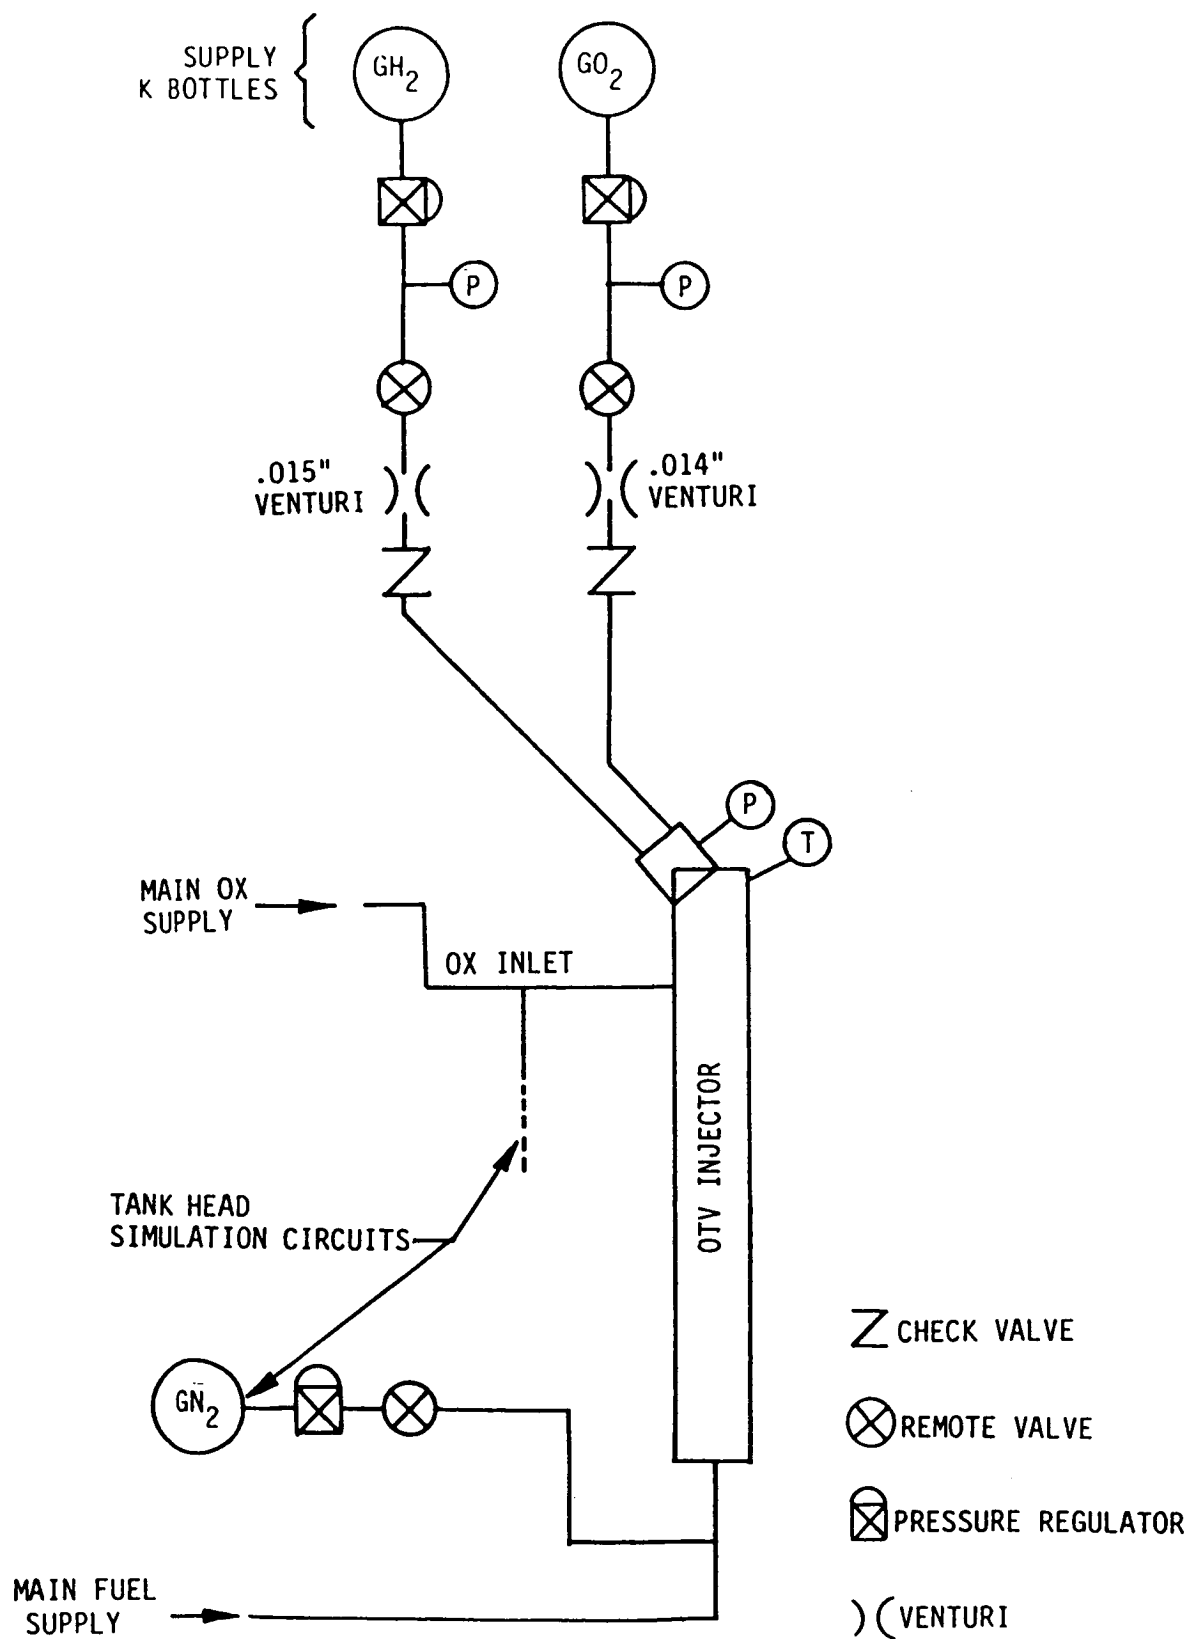 SUPPLY
K BOTTLES
GH2
GO2
P
P
.015"
VENTURI
.014"
VENTURI
P
T
MAIN OX
SUPPLY
OX INLET
OTV INJECTOR
TANK HEAD
SIMULATION CIRCUITS
GN2
CHECK VALVE
REMOTE VALVE
PRESSURE REGULATOR
VENTURI
MAIN FUEL
SUPPLY